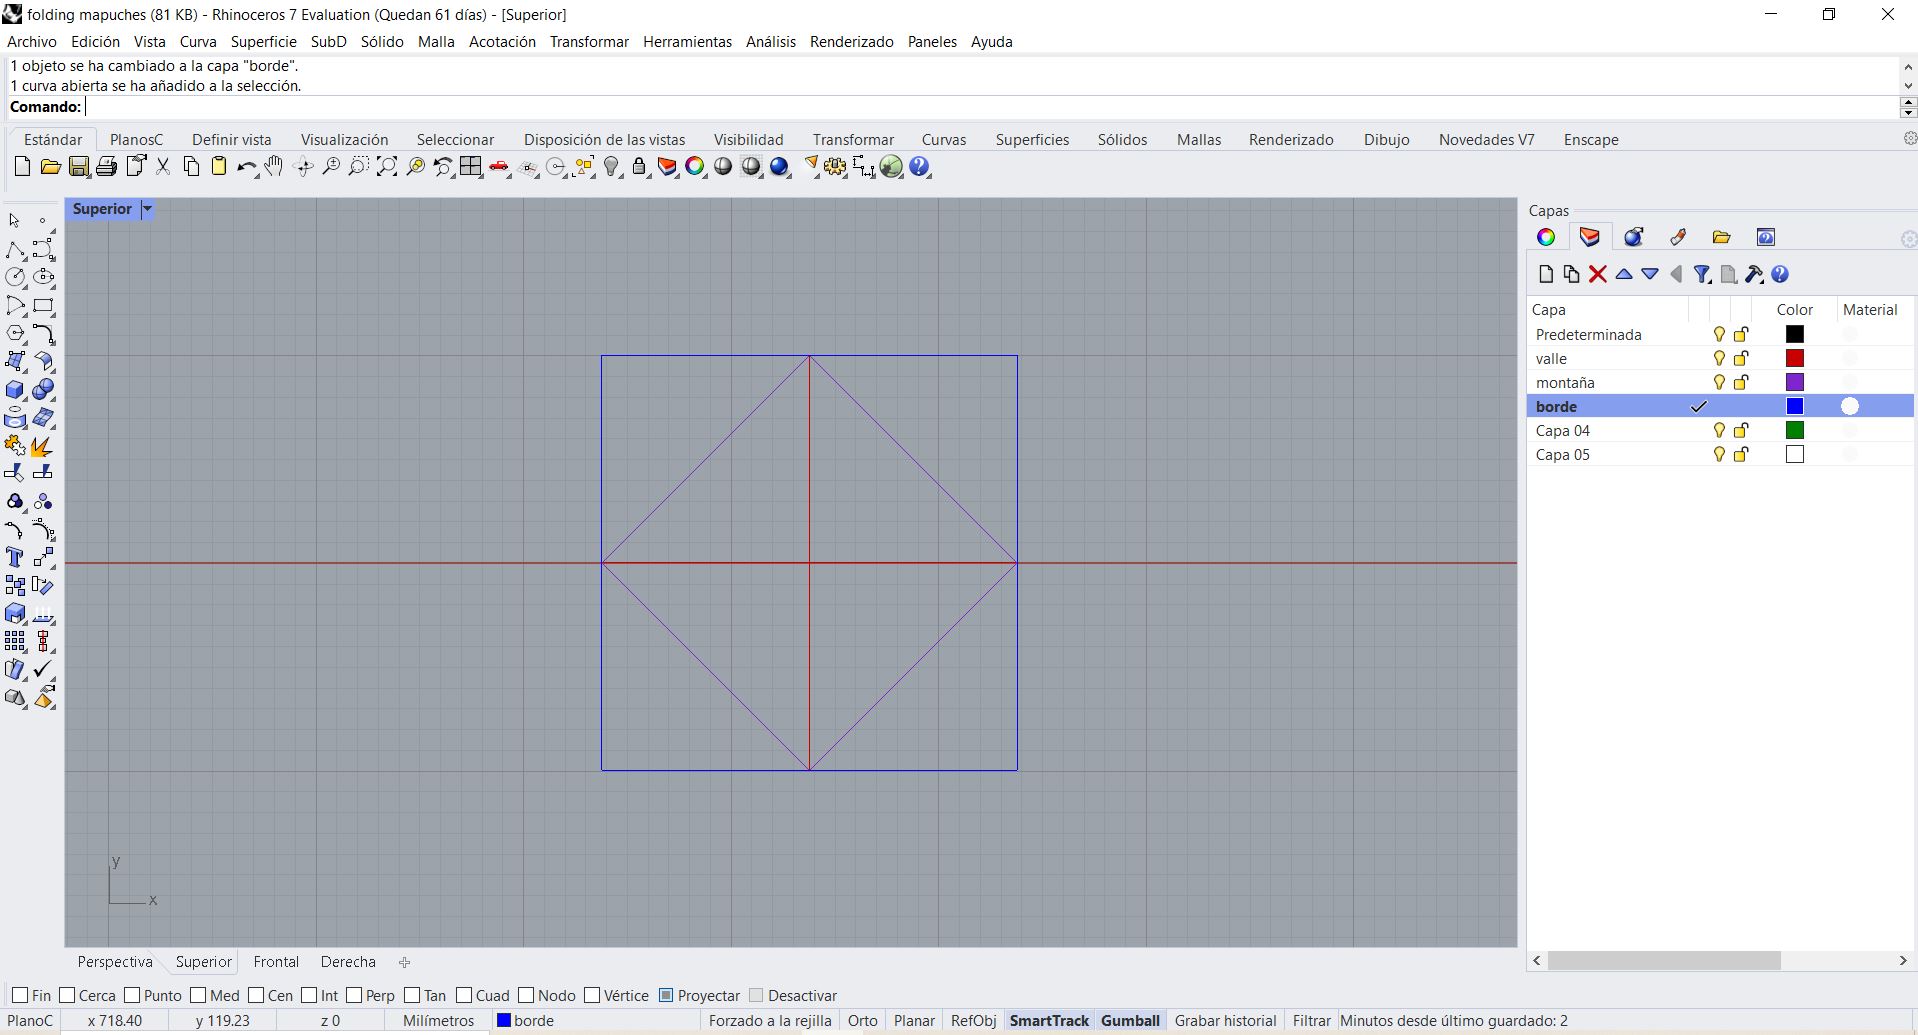 folding mapuches (81 KB) - Rhinoceros 7 Evaluation (Quedan 61 días) - [Superior]
Archivo Edición Vista Curva Superficie SubD Sólido Malla Acotación Transformar Herramientas Análisis Renderizado Paneles Ayuda
1 objeto se ha cambiado a la capa "borde".
1 curva abierta se ha añadido a la selección.
Comando:
Estándar PlanosC Definir vista Visualización Seleccionar Disposición de las vistas Visibilidad Transformar Curvas Superficies Sólidos Mallas Renderizado Dibujo Novedades V7 Enscape
Superior
Capas
Capa Color Material
Predeterminada
valle
montaña
borde
Capa 04
Capa 05
y
x
Perspectiva Superior Frontal Derecha
Fin Cerca Punto Med Cen Int Perp Tan Cuad Nodo Vértice Proyectar Desactivar
PlanoC x 718.40 y 119.23 z 0 Milímetros borde Forzado a la rejilla Orto Planar RefObj SmartTrack Gumball Grabar historial Filtrar Minutos desde último guardado: 2